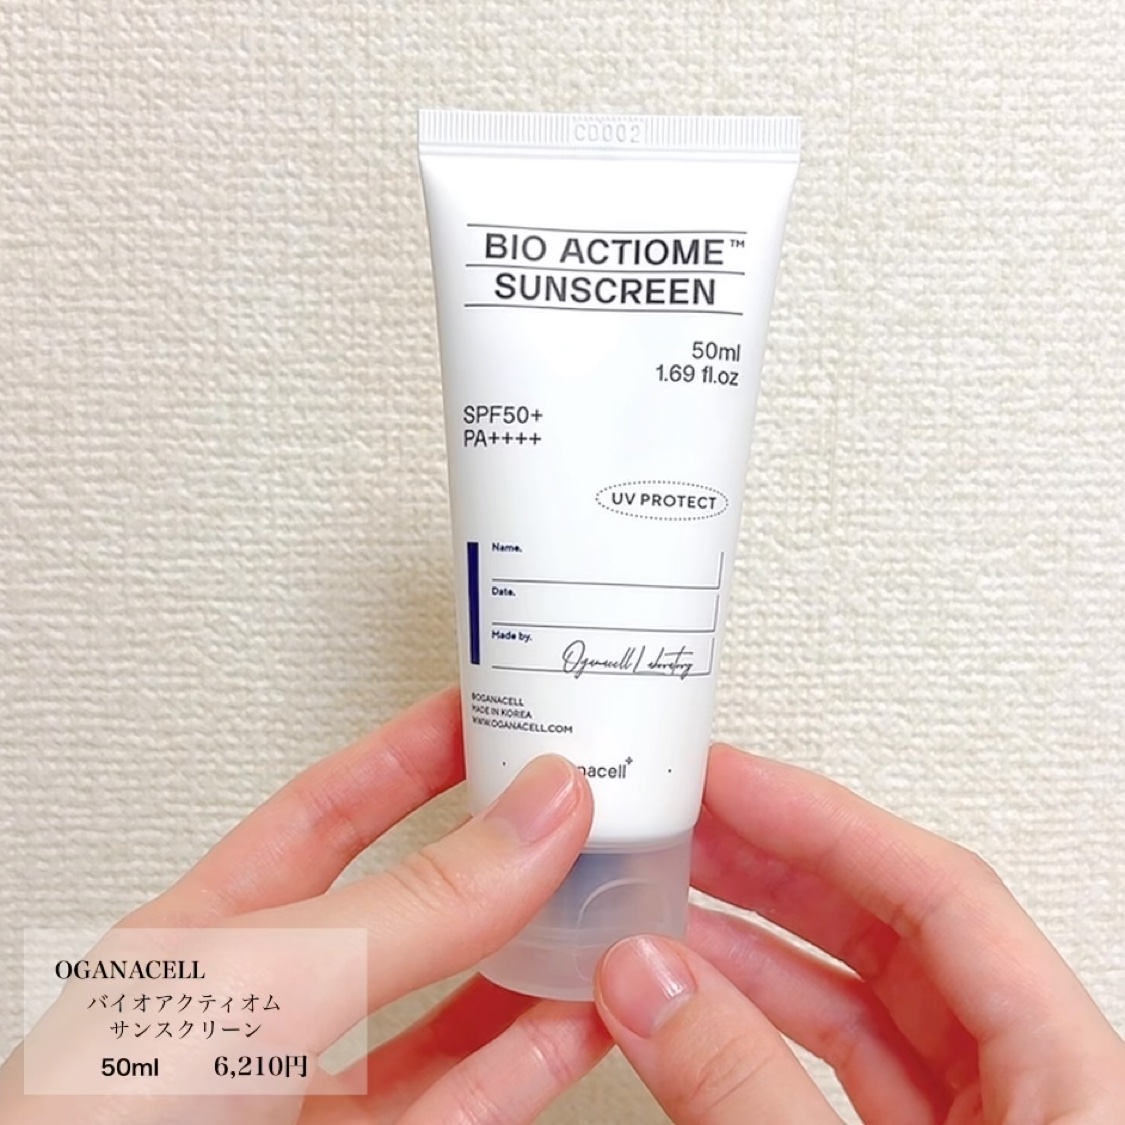 CD002
BIO ACTIOME™
SUNSCREEN
50ml
1.69 fl.oz
SPF50+
PA++++
UV PROTECT
Name.
Date.
Made by.
Oganacell Laboratory
©OGANACELL
MADE IN KOREA
WWW.OGANACELL.COM
nacell
OGANACELL
バイオアクティオム
サンスクリーン
50ml 6,210円